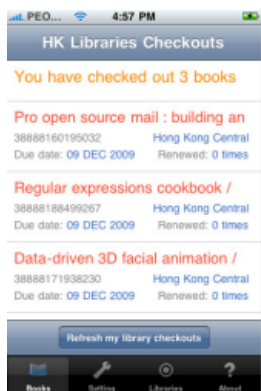 PEO... 4:57 PM
HK Libraries Checkouts
You have checked out 3 books
Pro open source mail : building an
38888160195032 Hong Kong Central
Due date: 09 DEC 2009 Renewed: 0 times
Regular expressions cookbook /
38888188499267 Hong Kong Central
Due date: 09 DEC 2009 Renewed: 0 times
Data-driven 3D facial animation /
38888171938230 Hong Kong Central
Due date: 09 DEC 2009 Renewed: 0 times
Refresh my library checkouts
Books Setting Libraries About